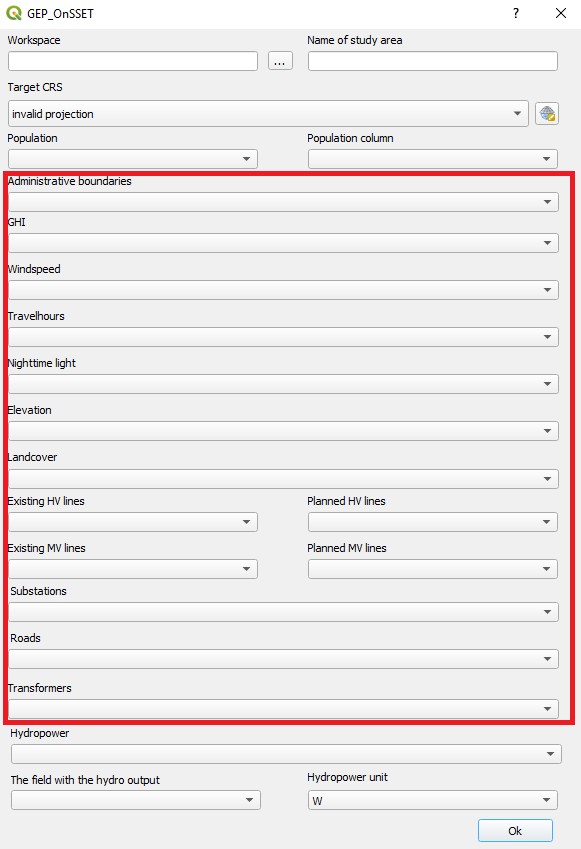 GEP_OnSSET
Workspace Name of study area
...
Target CRS
invalid projection
Population Population column
Administrative boundaries
GHI
Windspeed
Travelhours
Nighttime light
Elevation
Landcover
Existing HV lines Planned HV lines
Existing MV lines Planned MV lines
Substations
Roads
Transformers
Hydropower
The field with the hydro output Hydropower unit
W
Ok